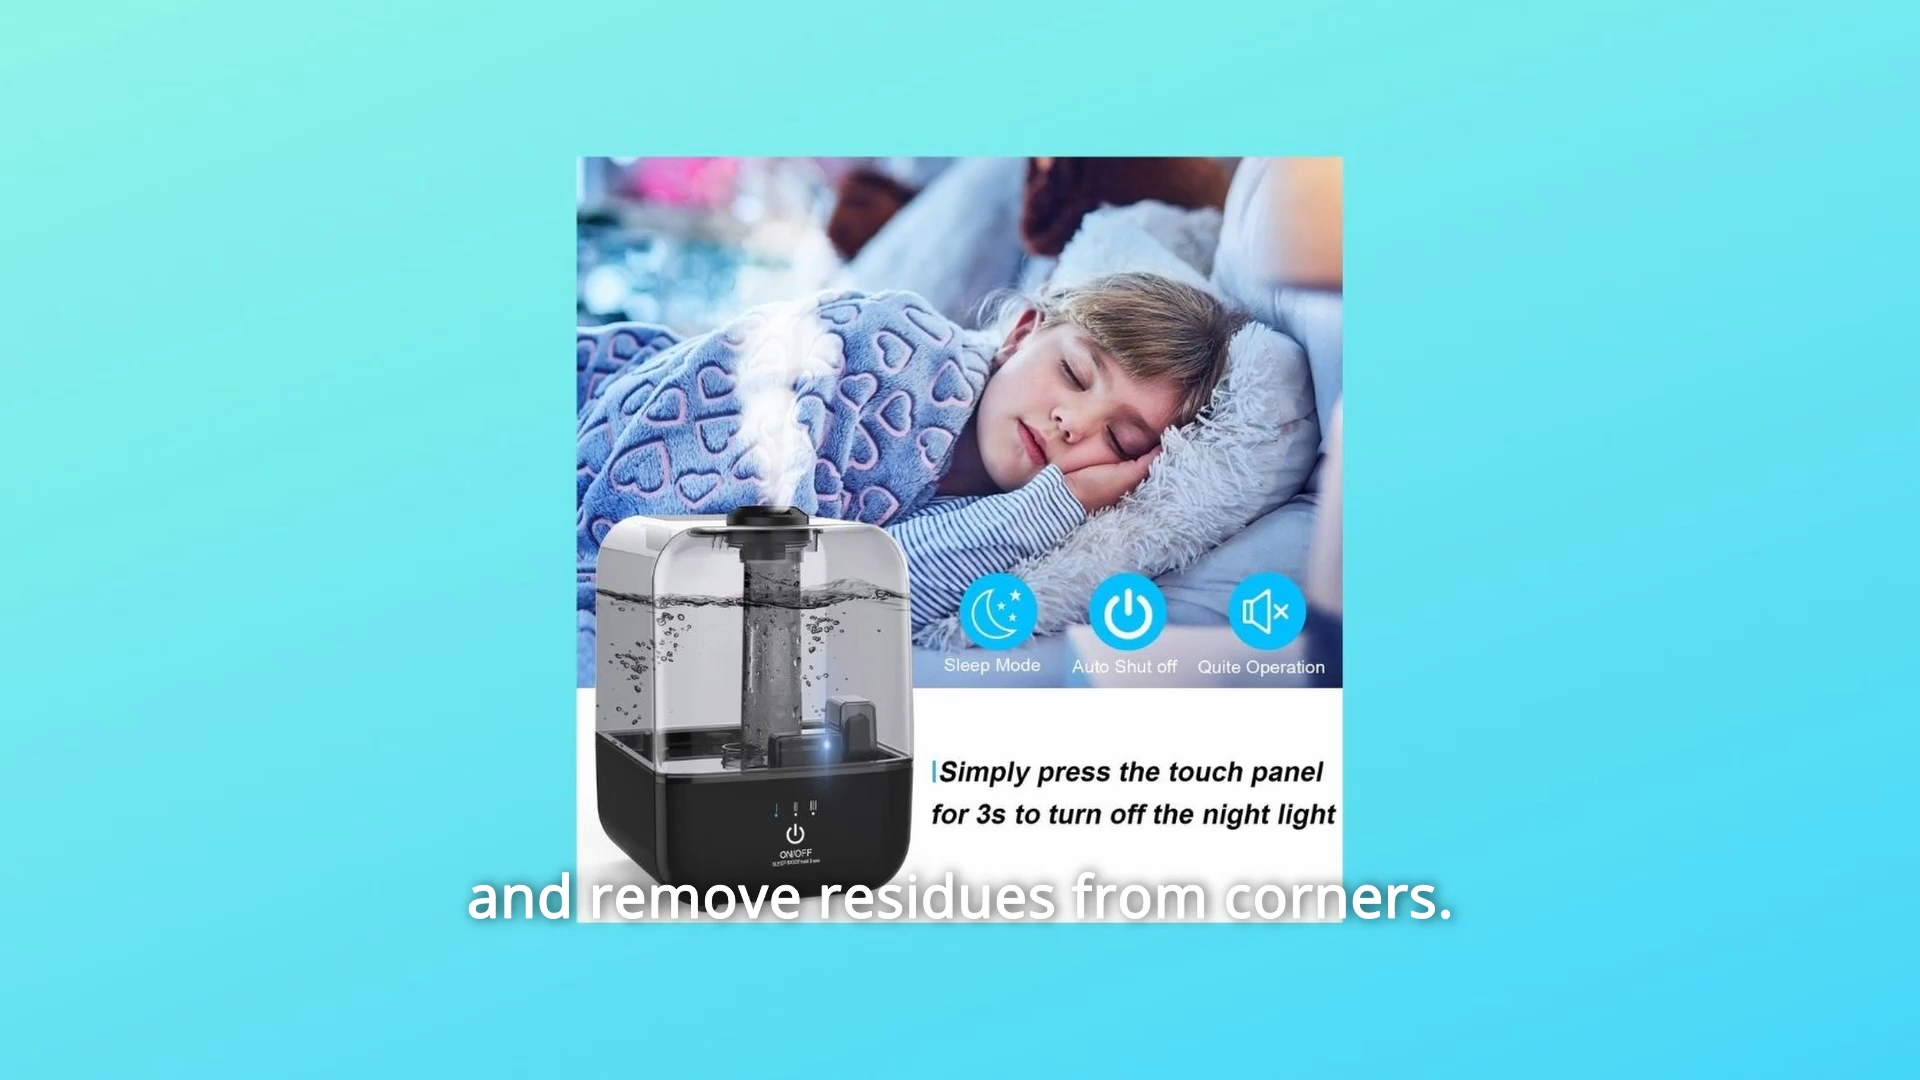 Sleep Mode
Auto Shut off
Quite Operation
Simply press the touch panel
for 3s to turn off the night light
ON/OFF
and remove residues from corners.